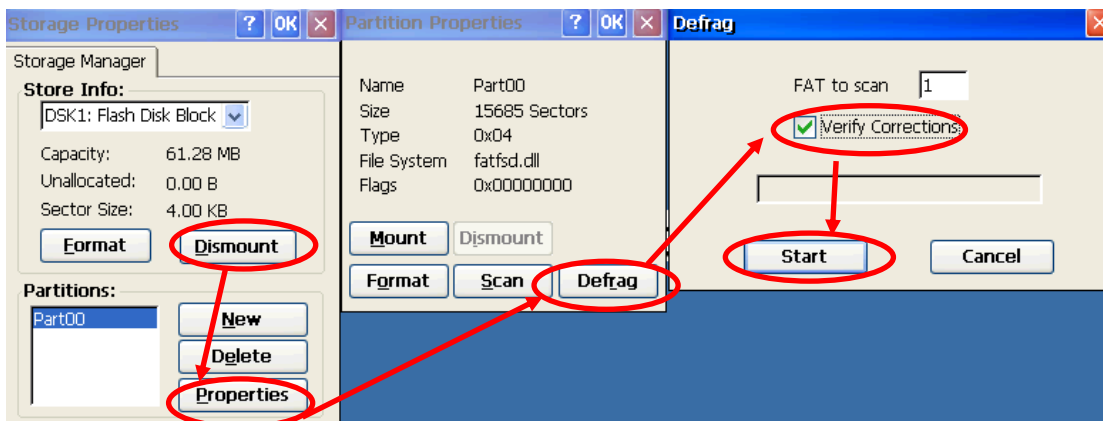 Storage Properties ? OK ×
Storage Manager
Store Info:
DSK1: Flash Disk Block
Capacity: 61.28 MB
Unallocated: 0.00 B
Sector Size: 4.00 KB
Format Dismount
Partitions:
Part00
New
Delete
Properties
Partition Properties ? OK ×
Name Part00
Size 15685 Sectors
Type 0x04
File System fatfsd.dll
Flags 0x00000000
Mount Dismount
Format Scan Defrag
Defrag ×
FAT to scan 1
Verify Corrections
Start Cancel